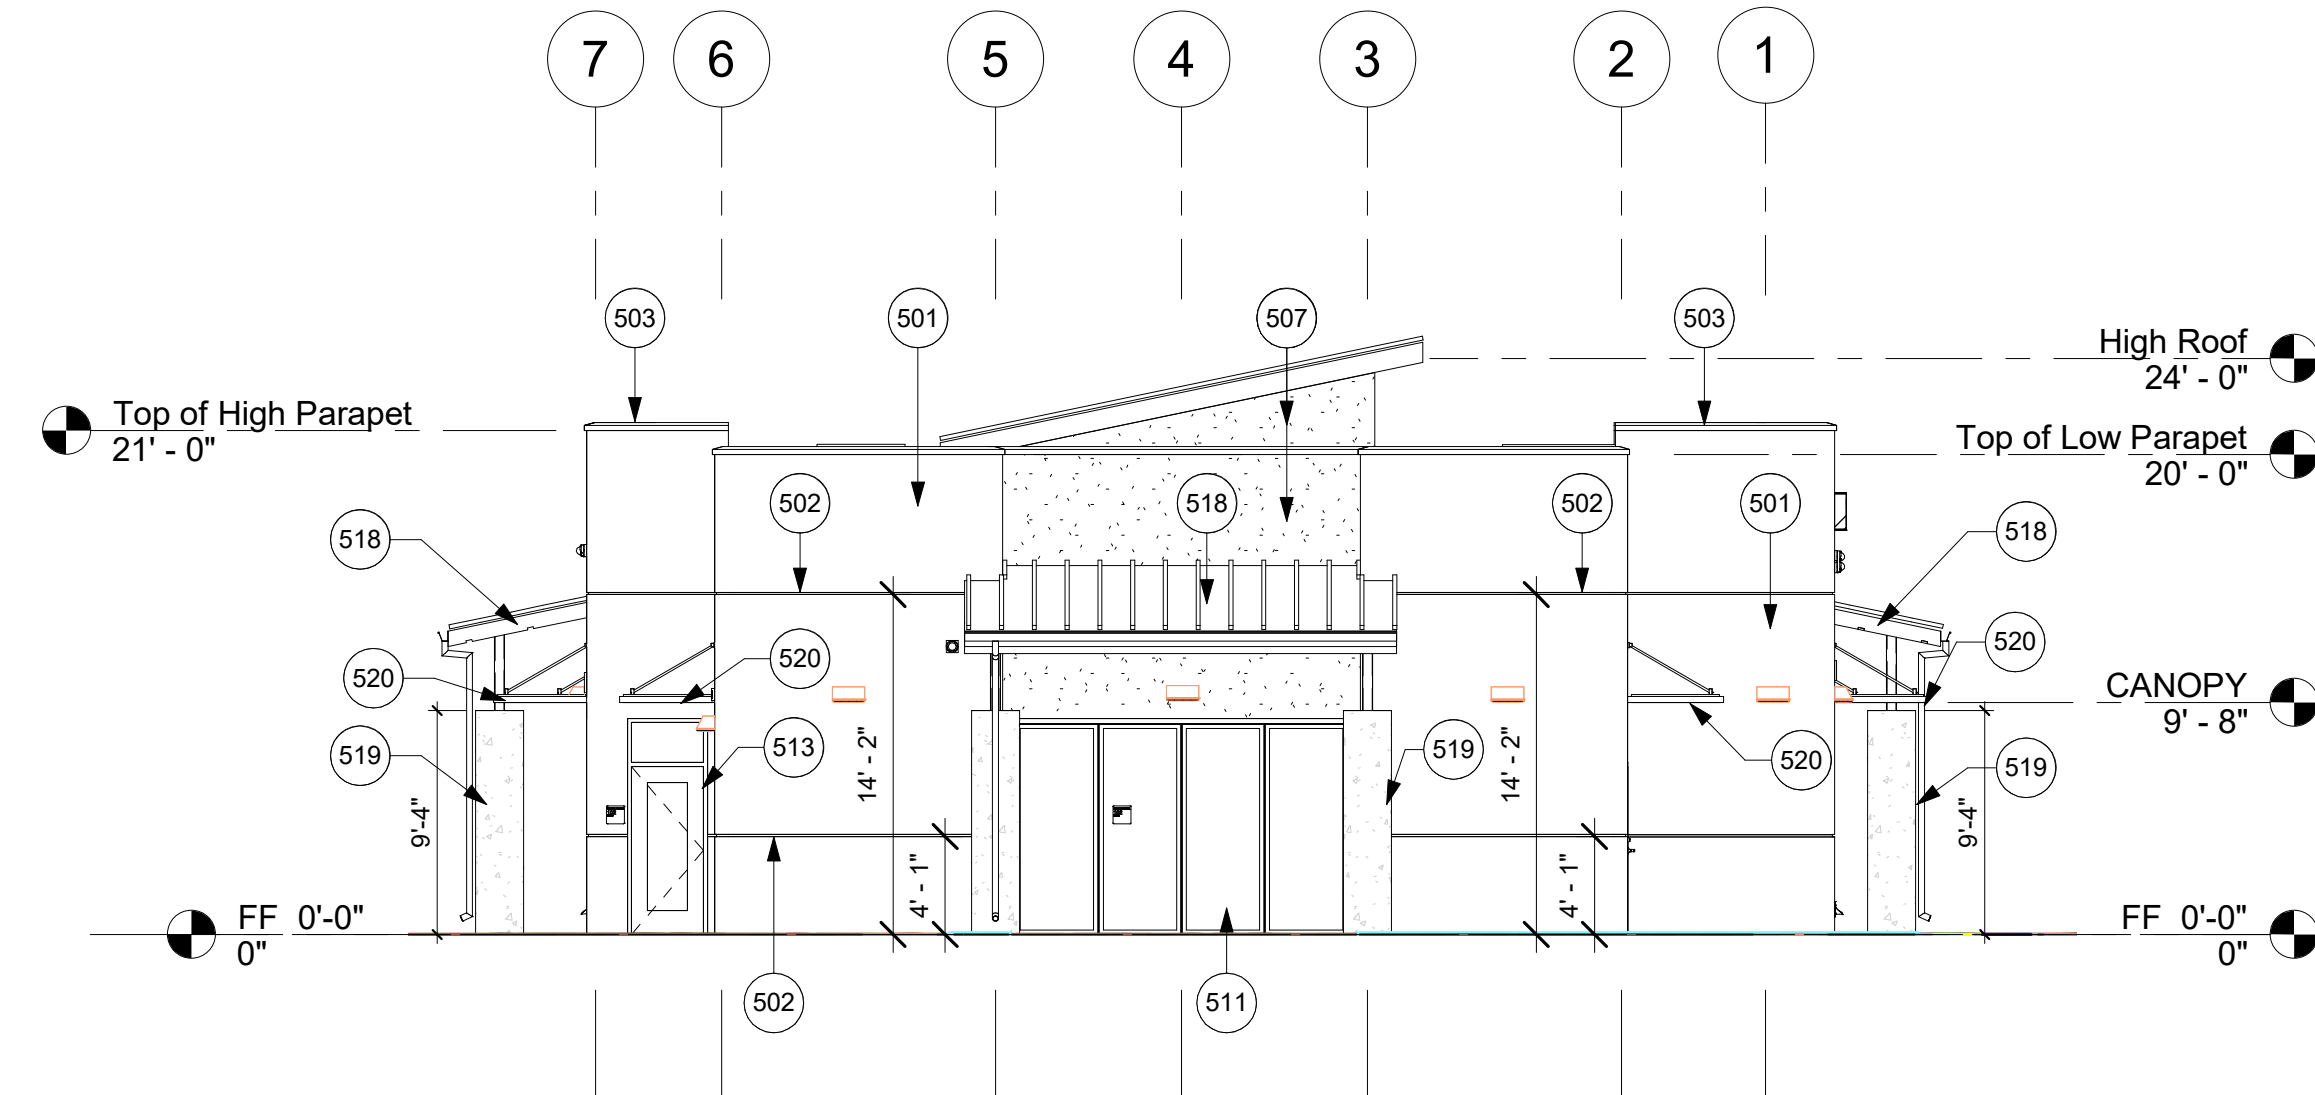 7 6 5 4 3 2 1
503 501 507 503
High Roof
24' - 0"
Top of High Parapet
21' - 0"
Top of Low Parapet
20' - 0"
502 518 502 501
518 518
520 520 520
CANOPY
9' - 8"
519 513 519 520 519
14' - 2" 14' - 2"
9'-4" 9'-4"
4' - 1" 4' - 1"
FF 0'-0"
0"
FF 0'-0"
0"
502 511